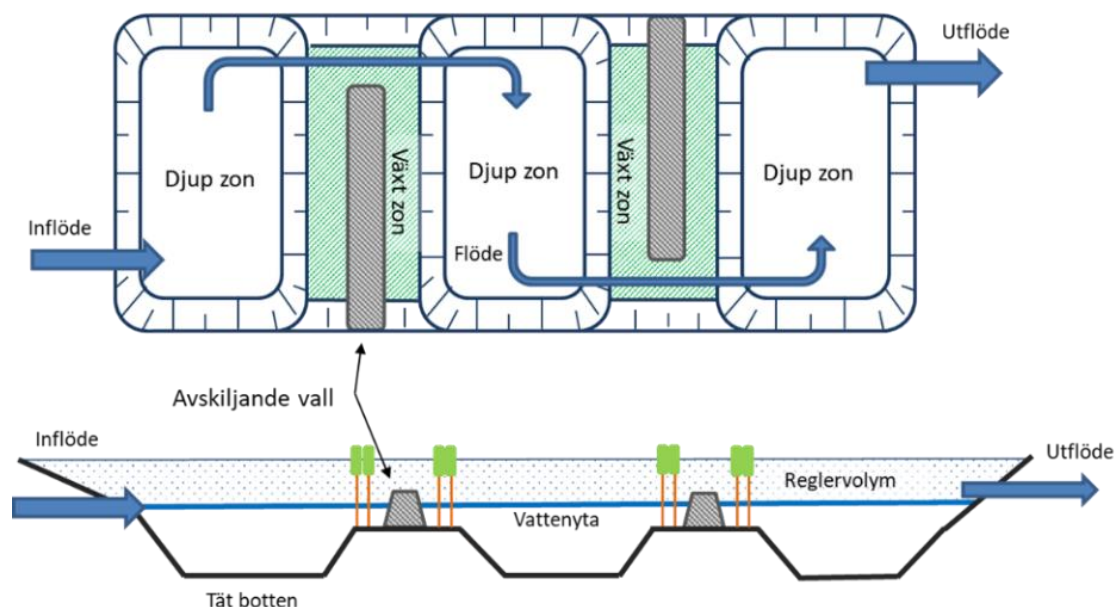 Utflöde
Djup zon
Växt zon
Djup zon
Växt zon
Djup zon
Inflöde
Flöde
Avskiljande vall
Inflöde
Utflöde
Reglervolym
Vattenyta
Tät botten